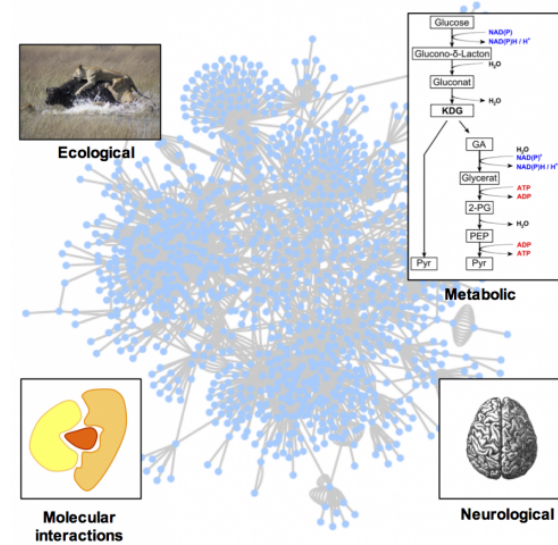 Ecological
Glucose
NAD(P)
NAD(P)H / H⁺
Glucono-δ-Lacton
H₂O
Gluconat
H₂O
KDG
GA
H₂O
NAD(P)⁺
NAD(P)H / H⁺
Glycerat
ATP
ADP
2-PG
H₂O
PEP
ADP
ATP
Pyr
Pyr
Metabolic
Molecular
interactions
Neurological